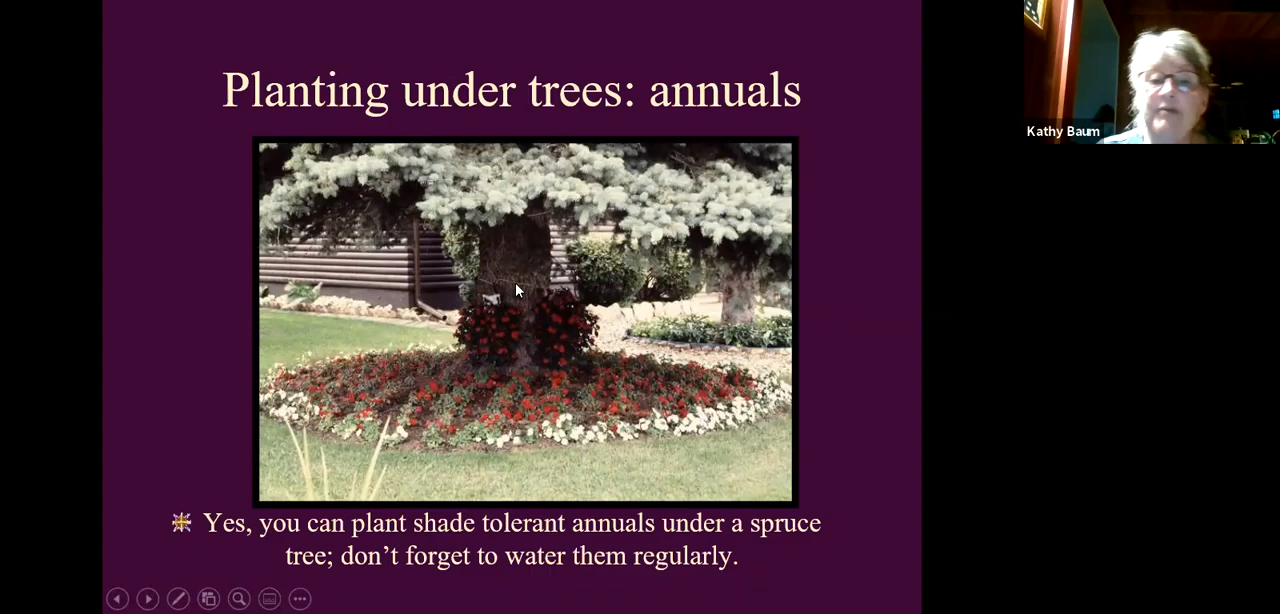 Planting under trees: annuals
Kathy Baum
Yes, you can plant shade tolerant annuals under a spruce
tree; don’t forget to water them regularly.